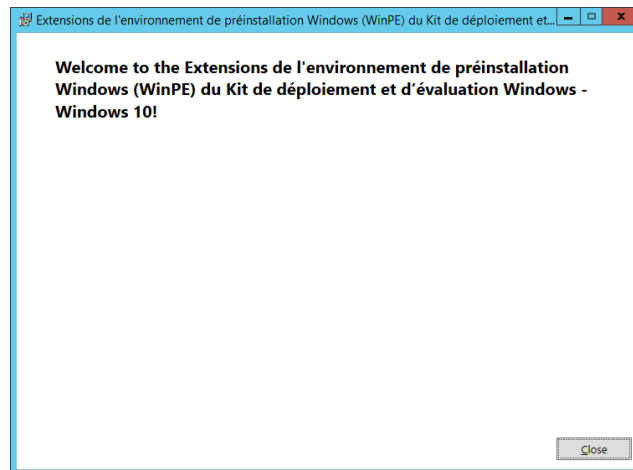 Extensions de l'environnement de préinstallation Windows (WinPE) du Kit de déploiement et...
Welcome to the Extensions de l'environnement de préinstallation
Windows (WinPE) du Kit de déploiement et d’évaluation Windows -
Windows 10!
Close